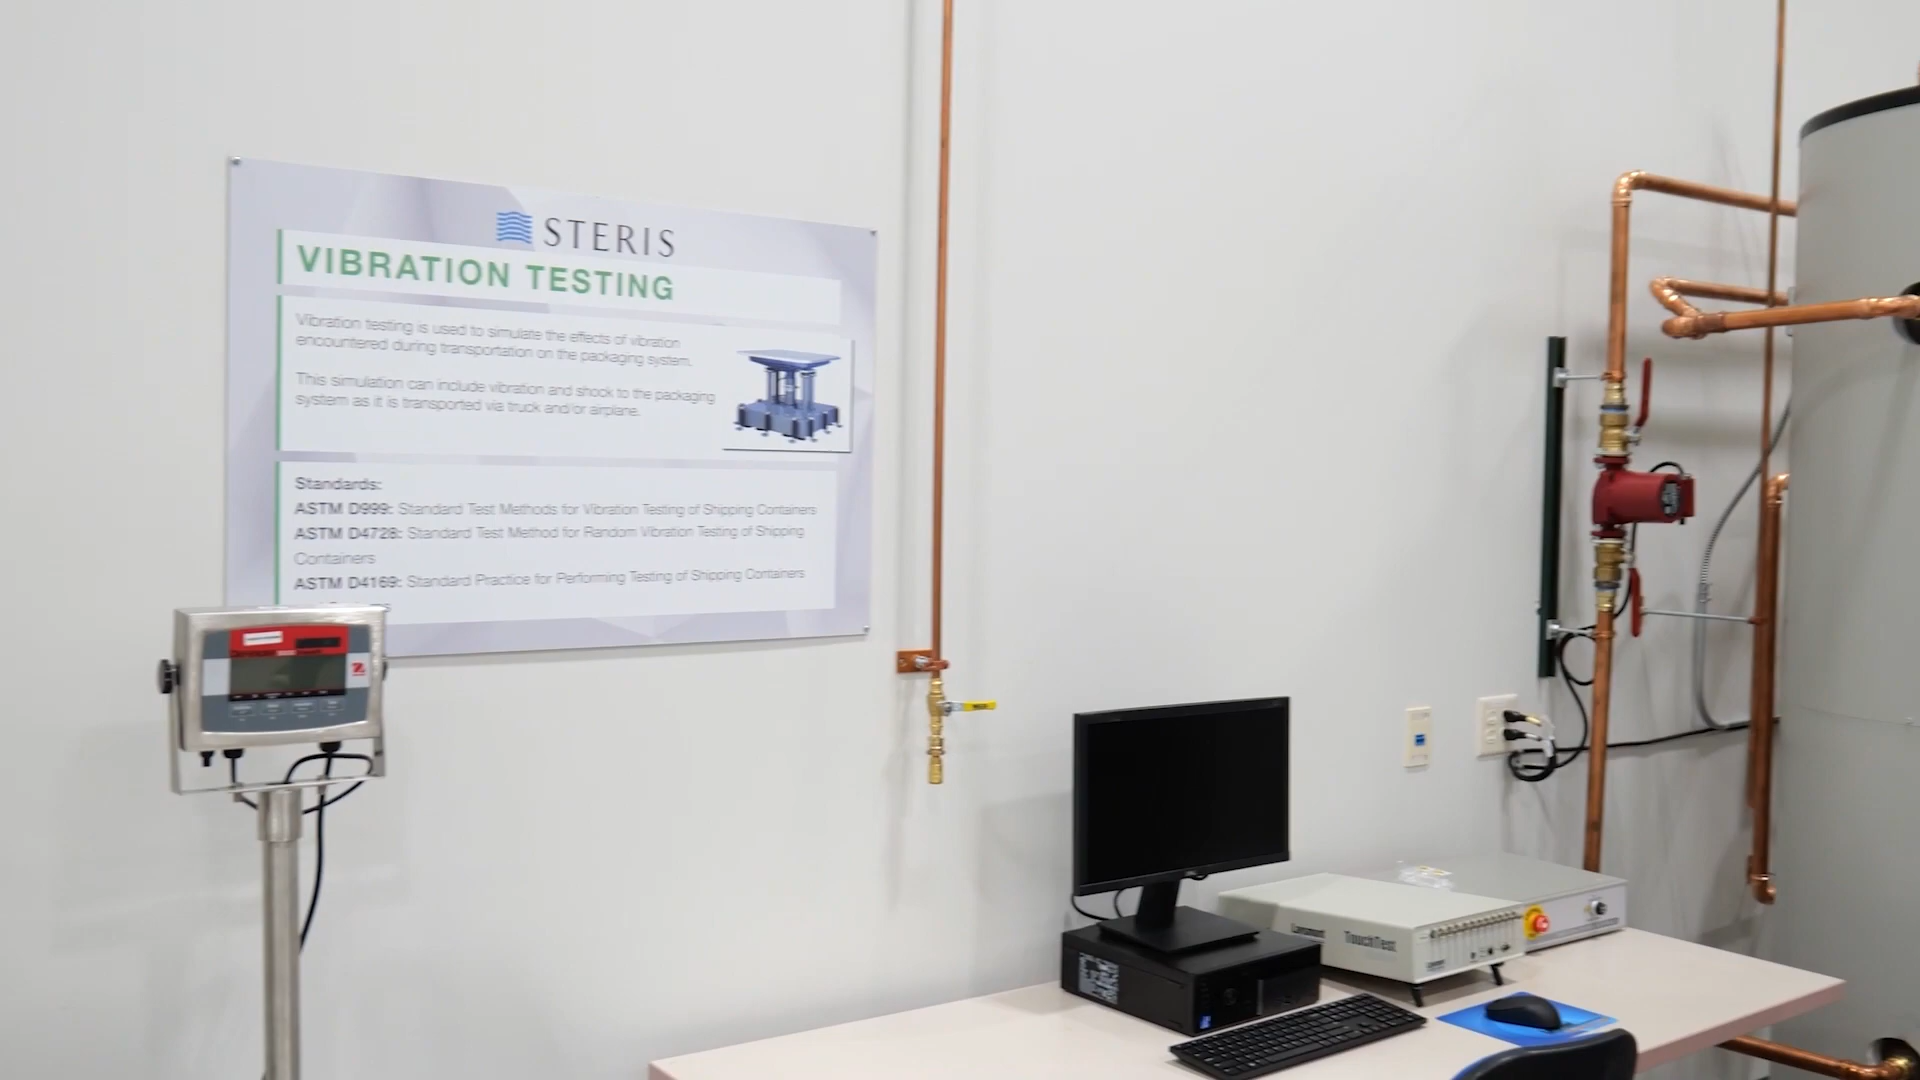 STERIS
VIBRATION TESTING
Vibration testing is used to simulate the effects of vibration
encountered during transportation on the packaging system.
This simulation can include vibration and shock to the packaging
system as it is transported via truck and/or airplane.
Standards:
ASTM D999: Standard Test Methods for Vibration Testing of Shipping Containers
ASTM D4728: Standard Test Method for Random Vibration Testing of Shipping
Containers
ASTM D4169: Standard Practice for Performing Testing of Shipping Containers
Lansmont
TouchTest